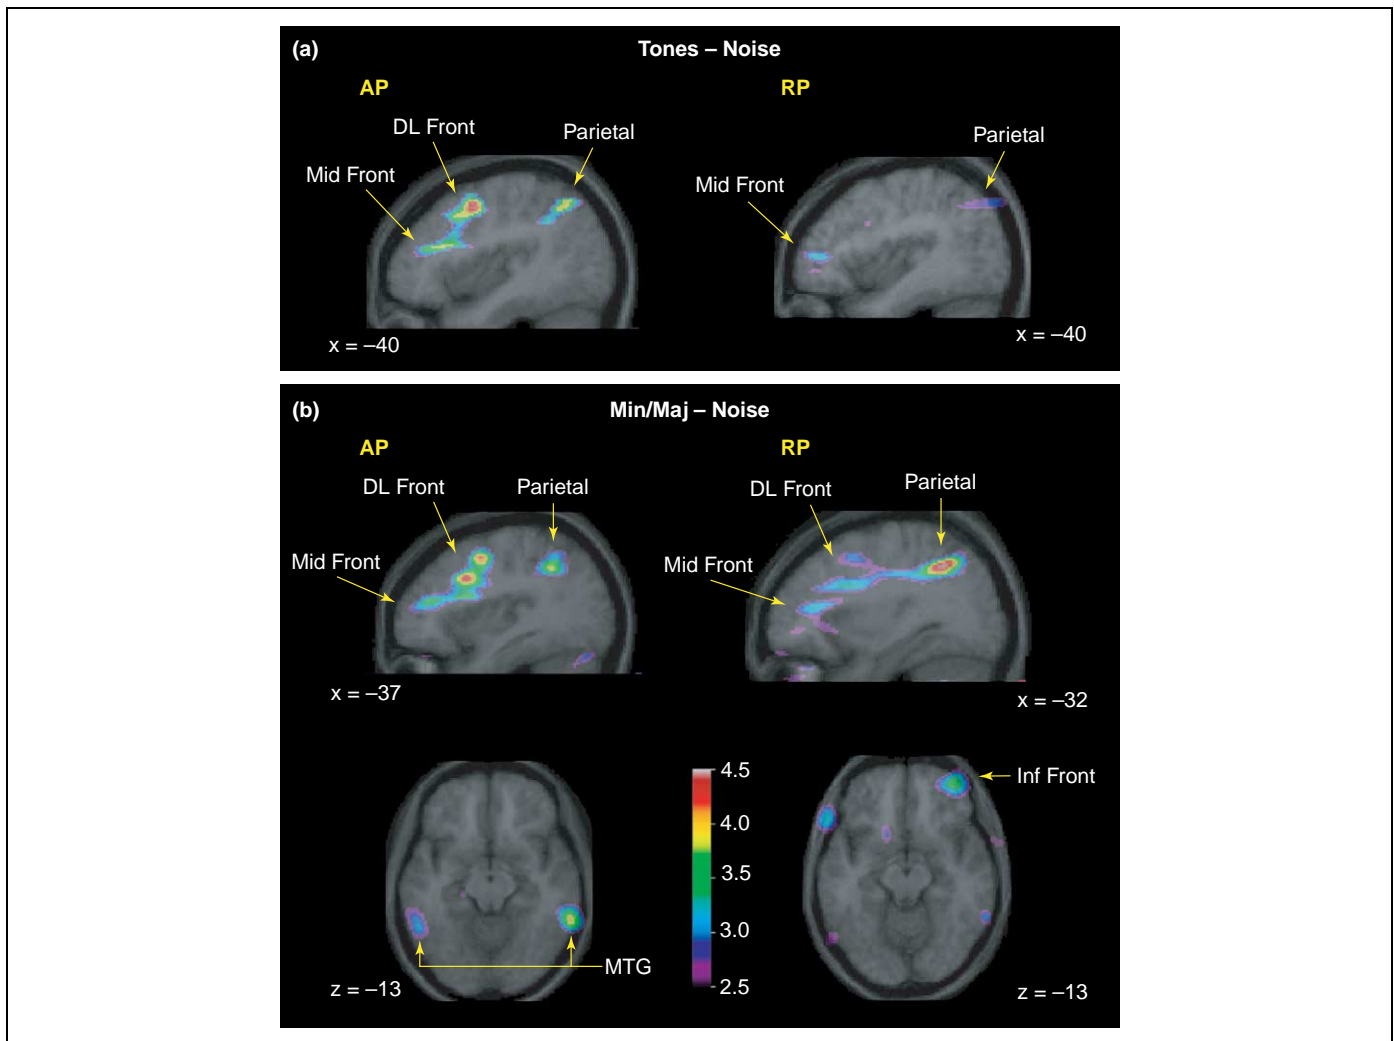 (a) Tones – Noise
AP RP
DL Front Parietal Parietal
Mid Front Mid Front
x = –40 x = –40
(b) Min/Maj – Noise
AP RP
DL Front Parietal DL Front Parietal
Mid Front Mid Front
x = –37 x = –32
4.5 Inf Front
4.0
3.5
3.0
MTG
z = –13 2.5 z = –13